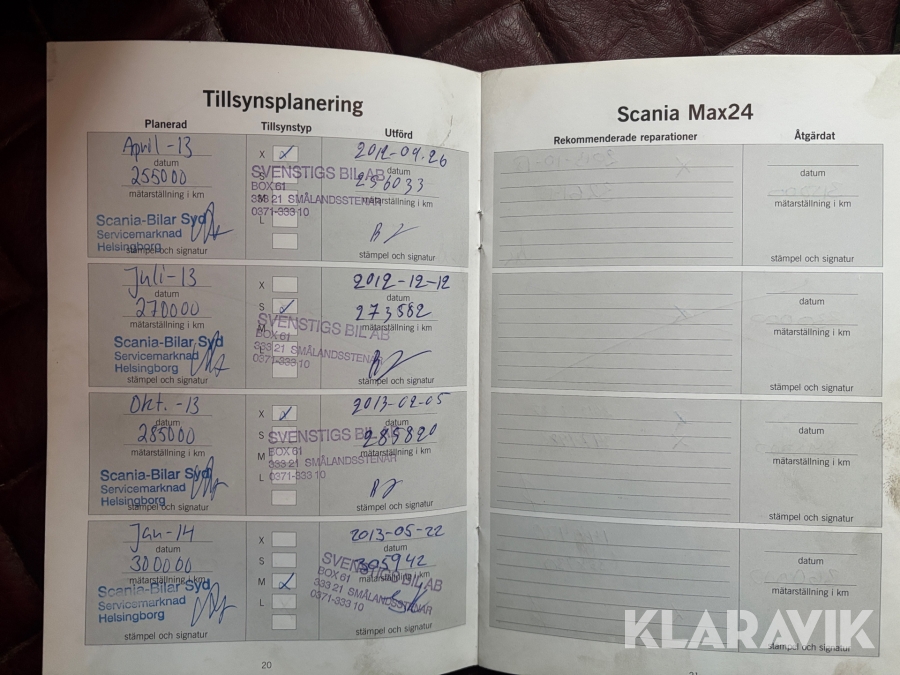 Tillsynsplanering
Planerad Tillsynstyp Utförd
April -13 X 2012-09.26
datum datum
255000 S 256033
mätarställning i km M mätarställning i km
SVENSTIGS BIL AB
BOX 61
333 21 SMÅLANDSSTENAR
0371-333 10
Scania-Bilar Syd L
Servicemarknad
Helsingborg
stämpel och signatur stämpel och signatur
Juli-13 X 2012-12-12
datum datum
270000 S 273582
mätarställning i km M mätarställning i km
SVENSTIGS BIL AB
BOX 61
333 21 SMÅLANDSSTENAR
0371-333 10
Scania-Bilar Syd L
Servicemarknad
Helsingborg
stämpel och signatur stämpel och signatur
Okt. -13 X 2013-02-05
datum datum
285000 S 285820
mätarställning i km M mätarställning i km
SVENSTIGS BIL
BOX 61
333 21 SMÅLANDSSTENAR
0371-333 10
Scania-Bilar Syd L
Servicemarknad
Helsingborg
stämpel och signatur stämpel och signatur
Jan-14 X 2013-05-22
datum datum
300000 S 305942
mätarställning i km M mätarställning i km
SVENSTIGS BIL AB
BOX 61
333 21 SMÅLANDSSTENAR
0371-333 10
Scania-Bilar Syd L
Servicemarknad
Helsingborg
stämpel och signatur stämpel och signatur
20
Scania Max24
Rekommenderade reparationer Åtgärdat
datum
mätarställning i km
stämpel och signatur
datum
mätarställning i km
stämpel och signatur
datum
mätarställning i km
stämpel och signatur
datum
mätarställning i km
stämpel och signatur
21
KLARAVIK